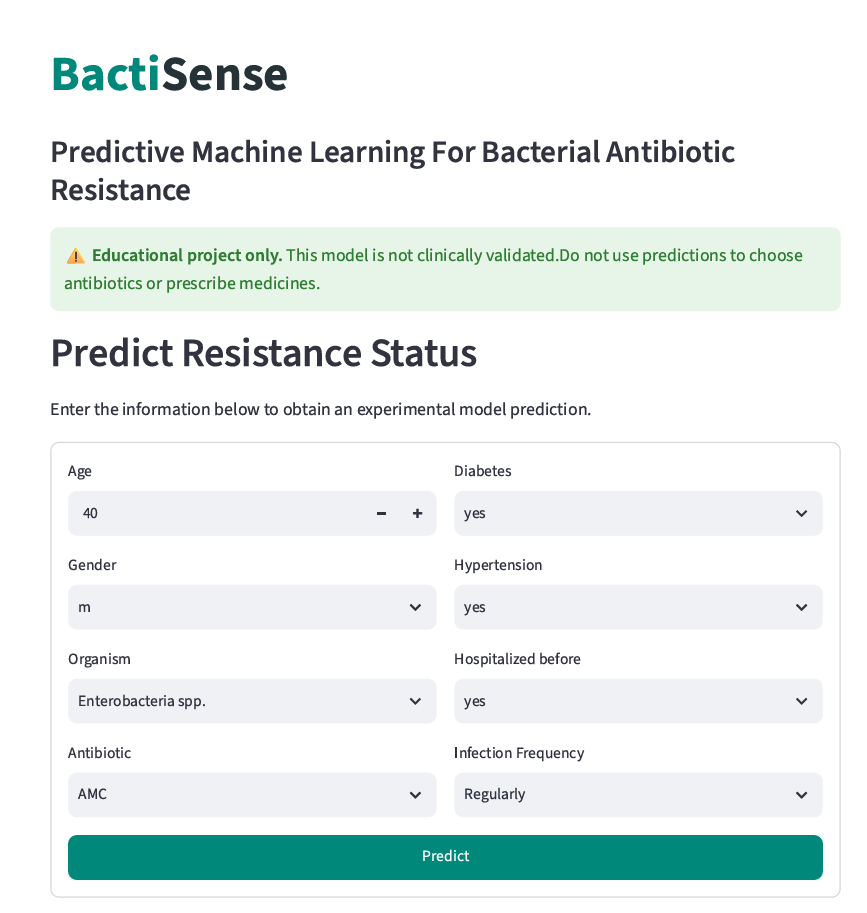 BactiSense
Predictive Machine Learning For Bacterial Antibiotic
Resistance
⚠️ Educational project only. This model is not clinically validated.Do not use predictions to choose
antibiotics or prescribe medicines.
Predict Resistance Status
Enter the information below to obtain an experimental model prediction.
Age
40
Diabetes
yes
Gender
m
Hypertension
yes
Organism
Enterobacteria spp.
Hospitalized before
yes
Antibiotic
AMC
Infection Frequency
Regularly
Predict